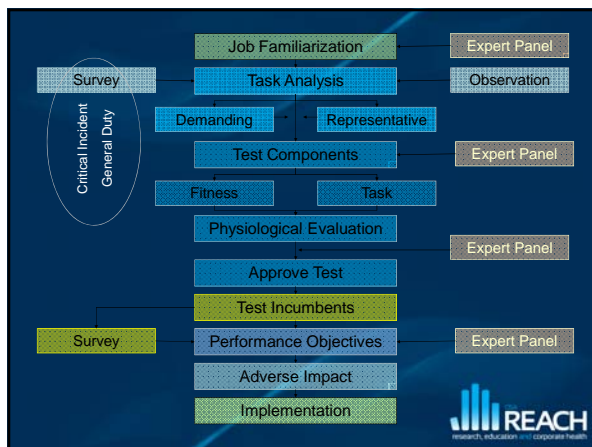 Job Familiarization
Expert Panel
Survey
Task Analysis
Observation
Critical Incident
General Duty
Demanding
Representative
Test Components
Expert Panel
Fitness
Task
Physiological Evaluation
Expert Panel
Approve Test
Test Incumbents
Survey
Performance Objectives
Expert Panel
Adverse Impact
Implementation
REACH
research, education and corporate health